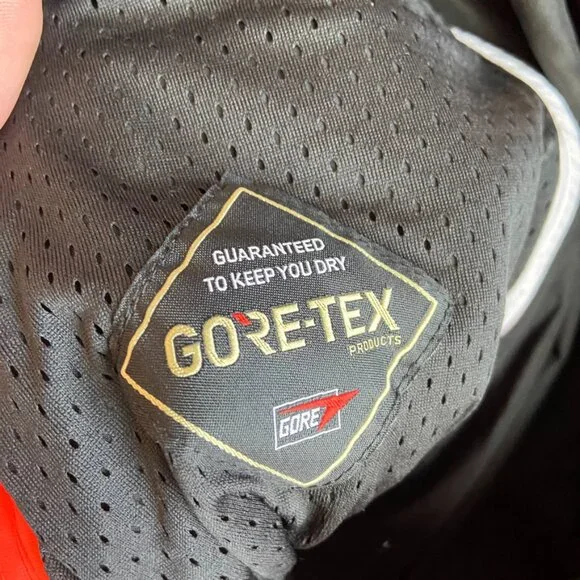 GUARANTEED
TO KEEP YOU DRY
GORE-TEX
PRODUCTS
GORE